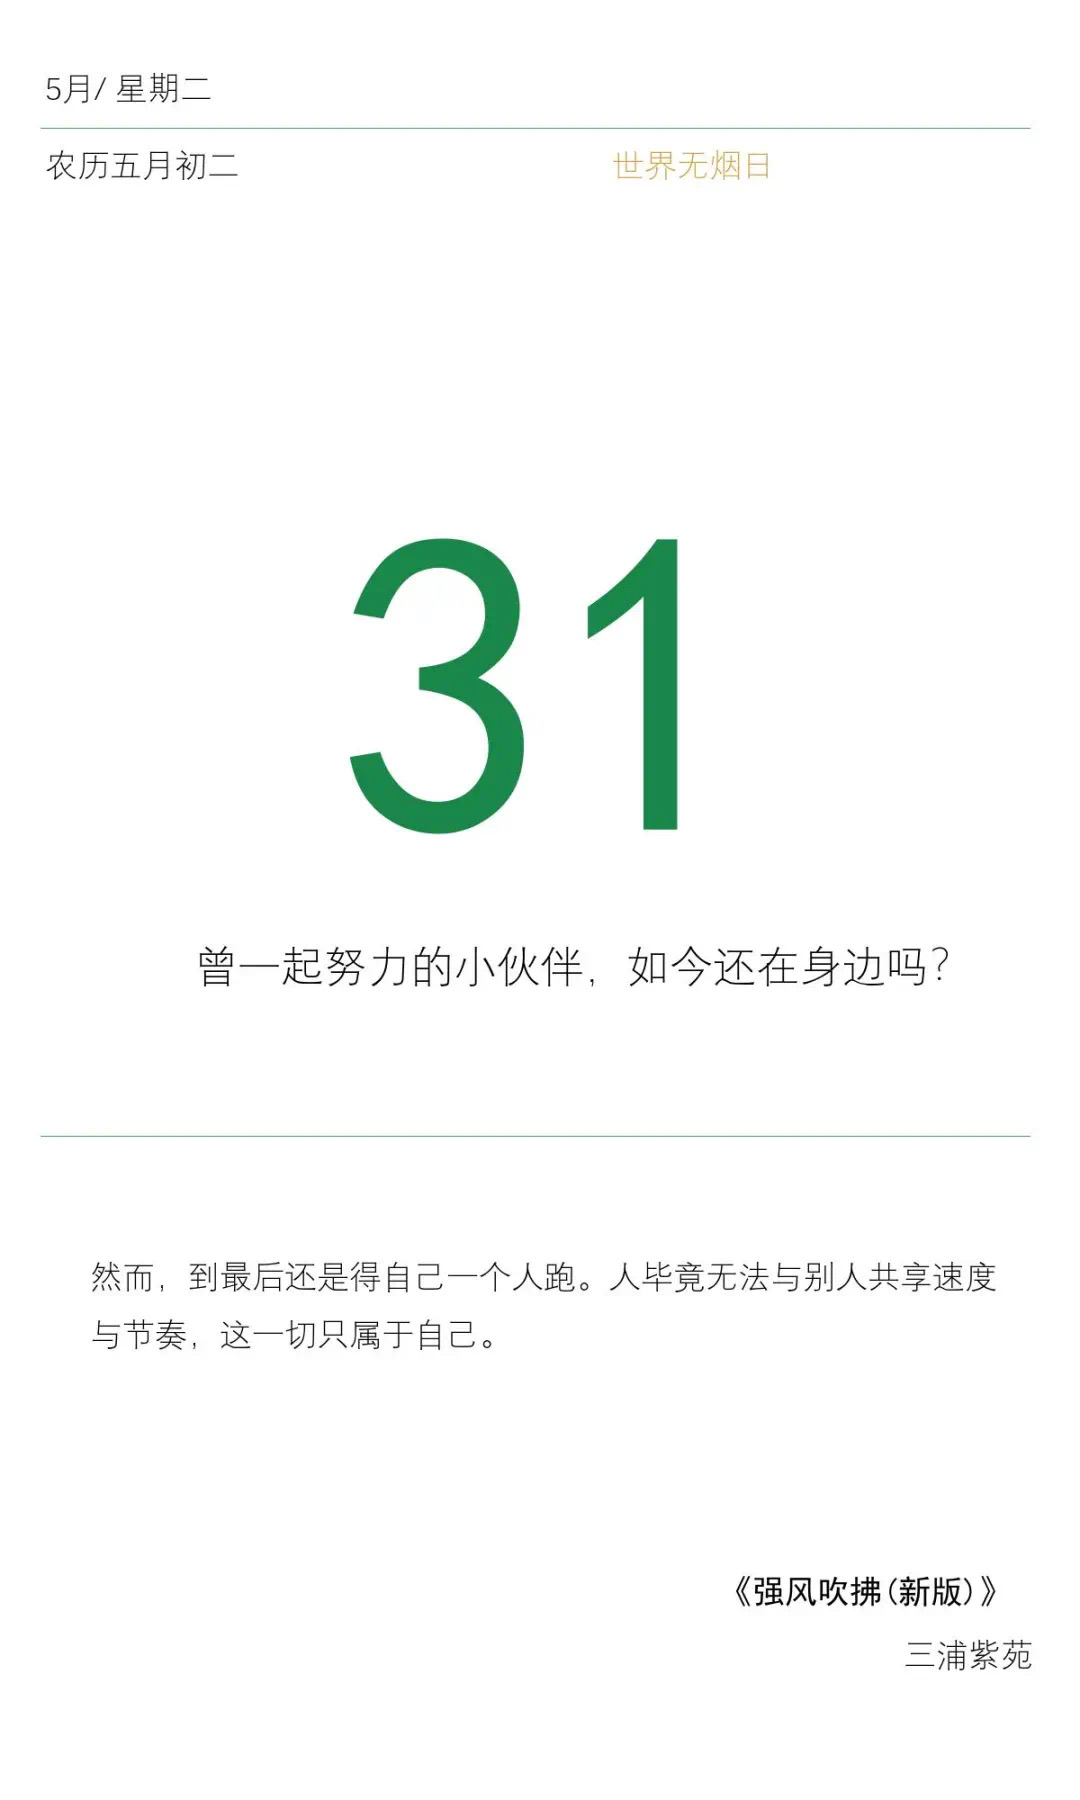 5月/ 星期二
农历五月初二
世界无烟日
31
曾一起努力的小伙伴，如今还在身边吗？
然而，到最后还是得自己一个人跑。人毕竟无法与别人共享速度
与节奏，这一切只属于自己。
《强风吹拂（新版）》
三浦紫苑